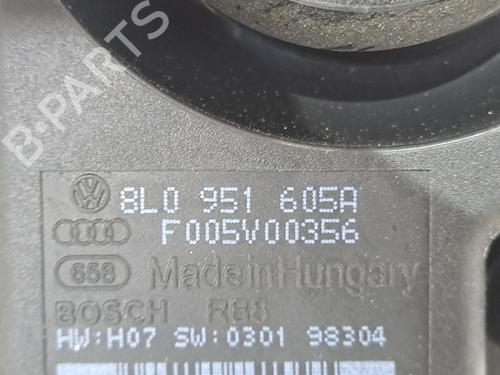 B-PARTS
8L0 951 605A
F005V00356
658 Made in Hungary
BOSCH RB8
HW:H07 SW:0301 98304